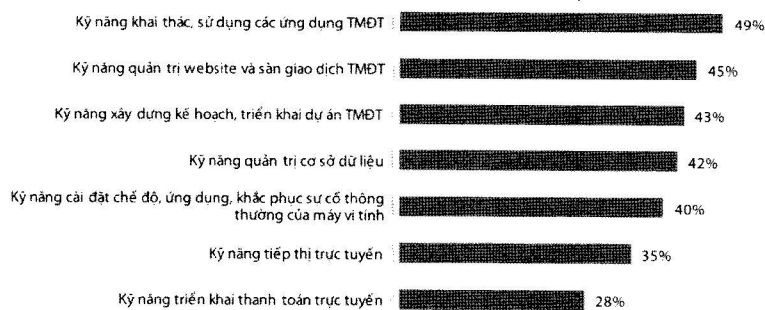 Kỹ năng khai thác, sử dụng các ứng dụng TMĐT 49%
Kỹ năng quản trị website và sàn giao dịch TMĐT 45%
Kỹ năng xây dưng kế hoạch, triển khai dự án TMĐT 43%
Kỹ năng quản trị cơ sở dữ liệu 42%
Kỹ năng cài đặt chế độ, ứng dụng, khắc phục sư cố thông
thường của máy vi tính 40%
Kỹ năng tiếp thị trưc tuyến 35%
Kỹ năng triển khai thanh toán trực tuyến 28%